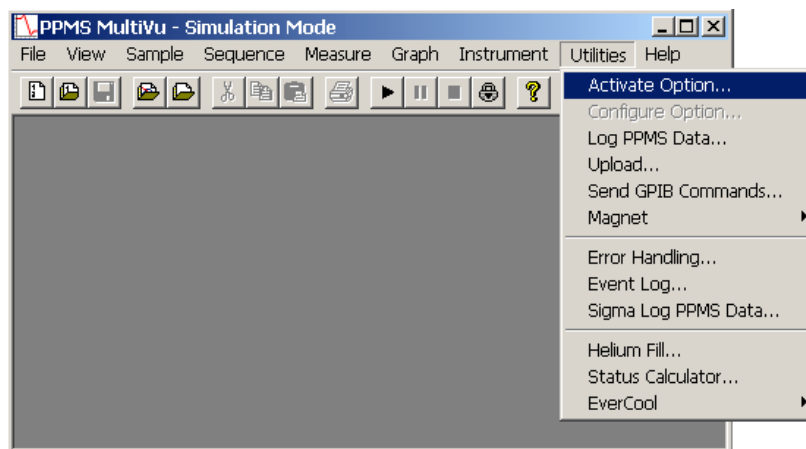 PPMS MultiVu - Simulation Mode
File View Sample Sequence Measure Graph Instrument Utilities Help
Activate Option...
Configure Option...
Log PPMS Data...
Upload...
Send GPIB Commands...
Magnet
Error Handling...
Event Log...
Sigma Log PPMS Data...
Helium Fill...
Status Calculator...
EverCool